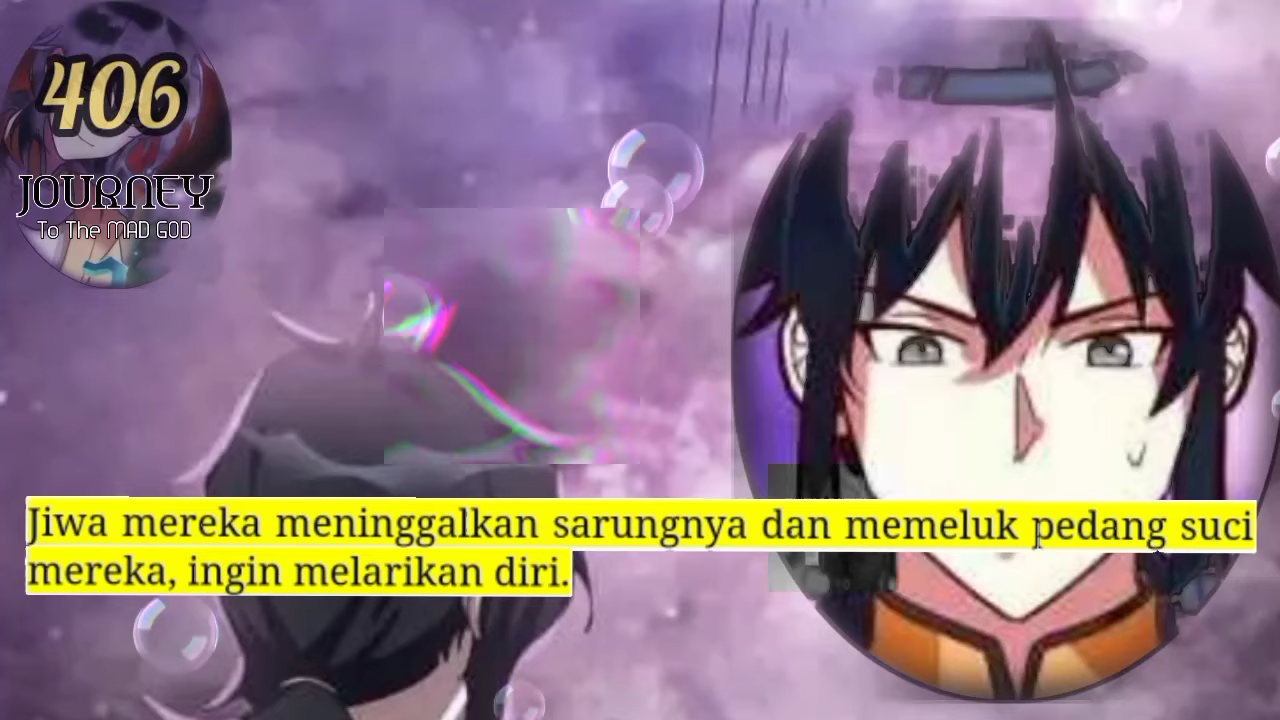 406
JOURNEY
To The MAD GOD
Jiwa mereka meninggalkan sarungnya dan memeluk pedang suci
mereka, ingin melarikan diri.